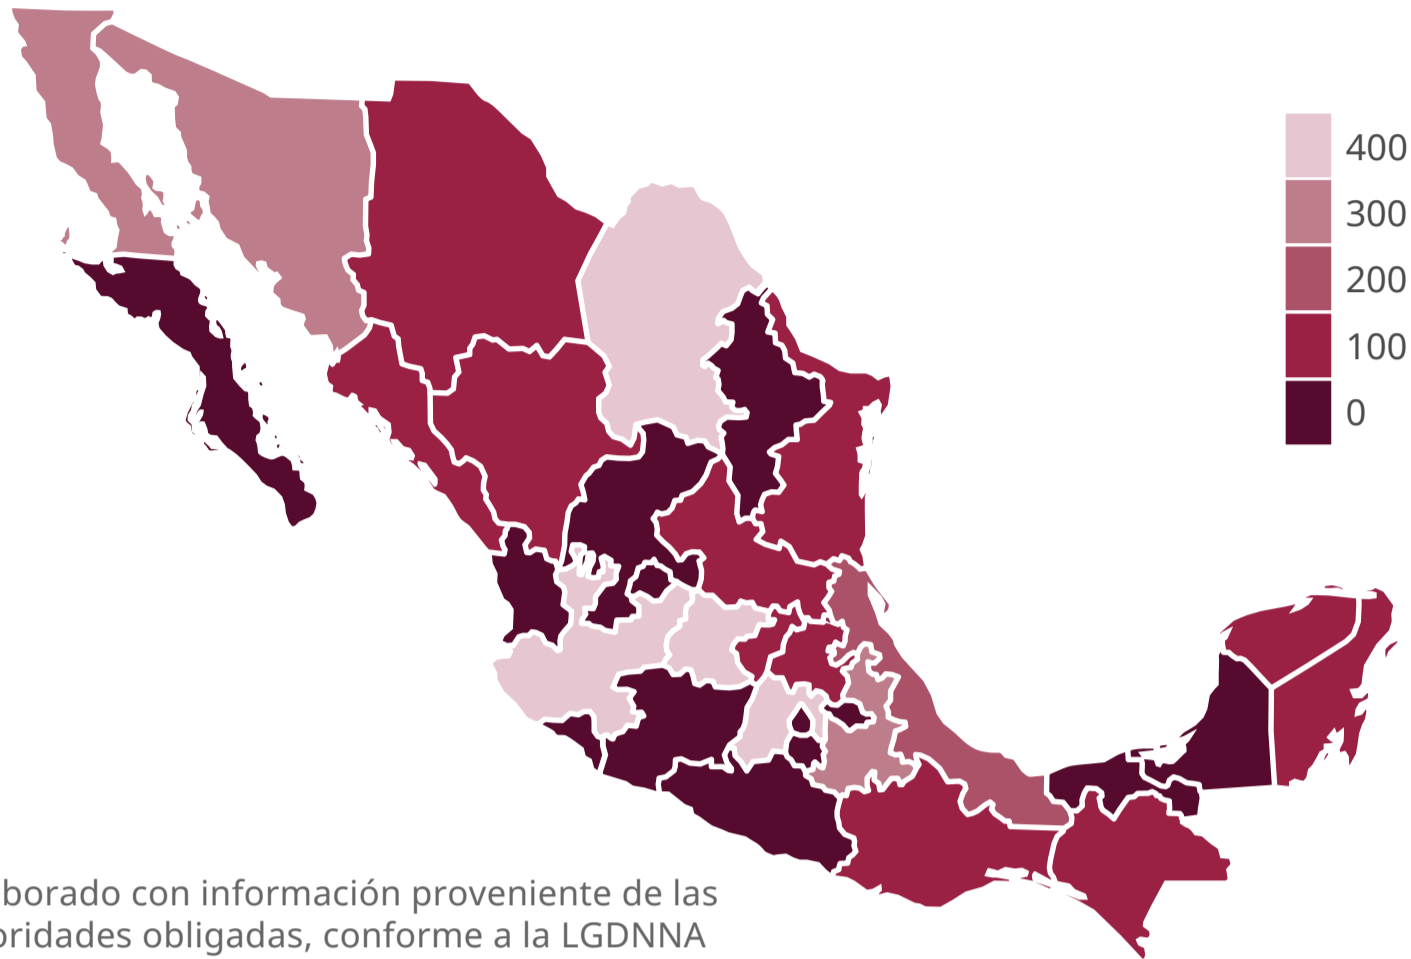 400
300
200
100
0
borado con información proveniente de las
oridades obligadas, conforme a la LGDNNA